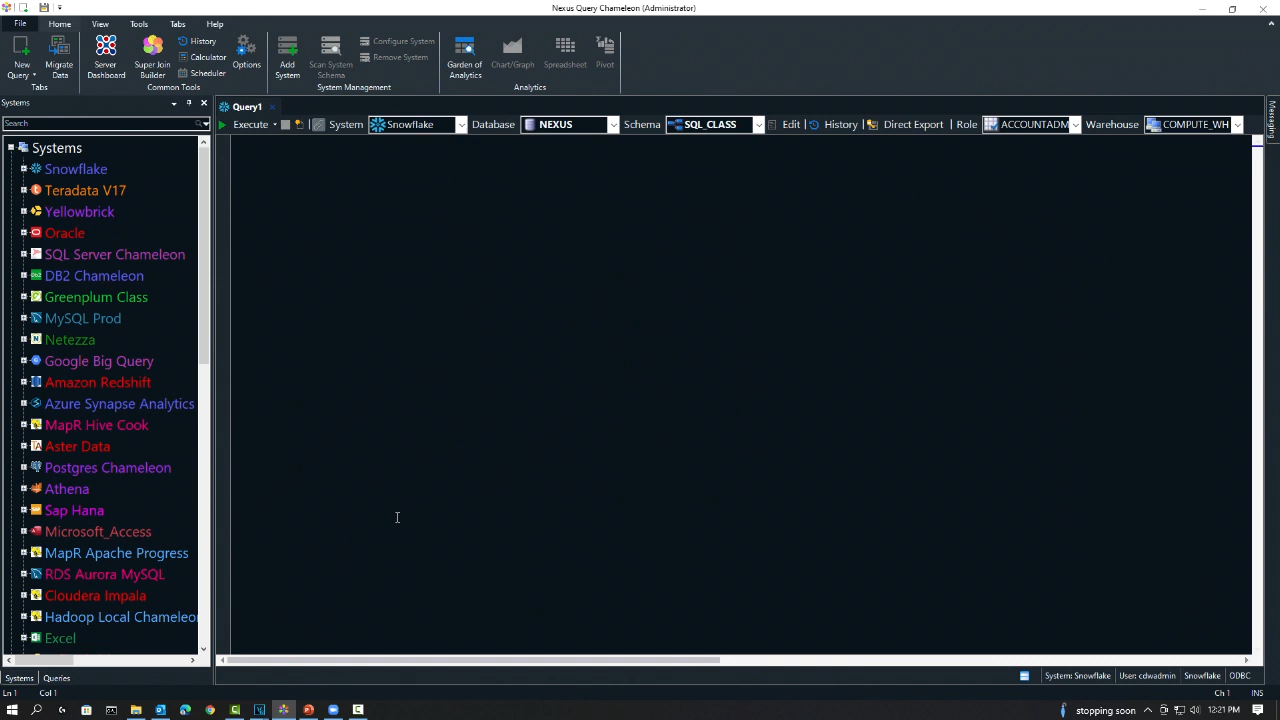 Nexus Query Chameleon (Administrator)
File Home View Tools Tabs Help
New Query
Migrate Data
Tabs
Server Dashboard
Super Join Builder
History
Calculator
Scheduler
Options
Common Tools
Add System
Scan System Schema
Configure System
Remove System
System Management
Garden of Analytics
Chart/Graph
Spreadsheet
Pivot
Analytics
Systems
Query1
Messaging
Search
Execute System Snowflake Database NEXUS Schema SQL_CLASS Edit History Direct Export Role ACCOUNTADM Warehouse COMPUTE_WH
Systems
Snowflake
Teradata V17
Yellowbrick
Oracle
SQL Server Chameleon
DB2 Chameleon
Greenplum Class
MySQL Prod
Netezza
Google Big Query
Amazon Redshift
Azure Synapse Analytics
MapR Hive Cook
Aster Data
Postgres Chameleon
Athena
Sap Hana
Microsoft_Access
MapR Apache Progress
RDS Aurora MySQL
Cloudera Impala
Hadoop Local Chameleon
Excel
Systems Queries
System: Snowflake User: cdwadmin Snowflake ODBC
Ln 1 Col 1 Ch 1 INS
stopping soon 12:21 PM